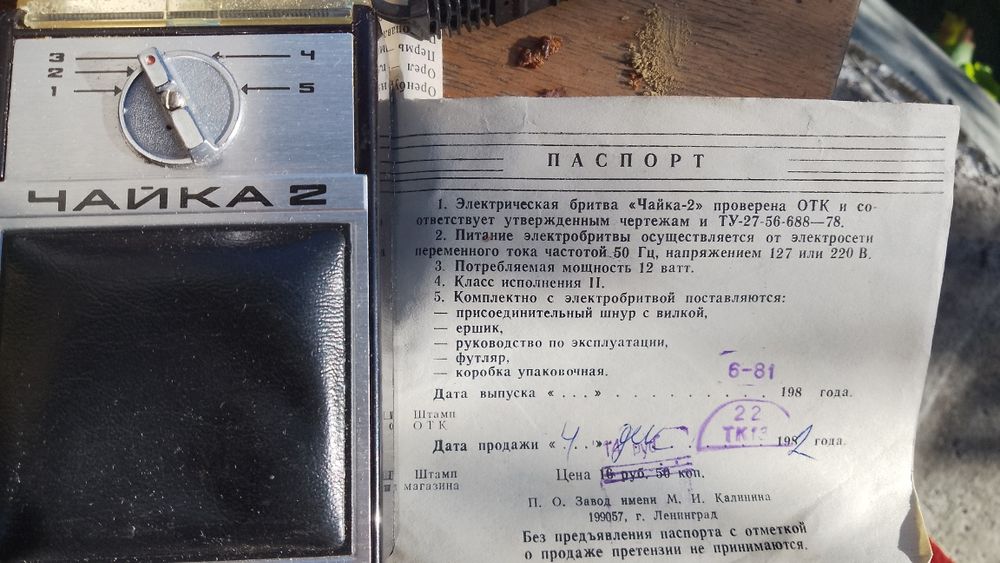 3
2
1
4
5
ЧАЙКА 2
Орел
Пермь
ПАСПОРТ
1. Электрическая бритва «Чайка-2» проверена ОТК и со-
ответствует утвержденным чертежам и ТУ-27-56-688—78.
2. Питание электробритвы осуществляется от электросети
переменного тока частотой 50 Гц, напряжением 127 или 220 В.
3. Потребляемая мощность 12 ватт.
4. Класс исполнения II.
5. Комплектно с электробритвой поставляются:
— присоединительный шнур с вилкой,
— ершик,
— руководство по эксплуатации,
— футляр,
— коробка упаковочная.
6-81
Дата выпуска « . . . » . . . . . . . . . 198 года.
Штамп
ОТК
22
ТК13
Дата продажи « 4 . . » 1982 года.
Цена 16 руб. 50 коп.
Штамп
магазина
П. О. Завод имени М. И. Калинина
199057, г. Ленинград
Без предъявления паспорта с отметкой
о продаже претензии не принимаются.